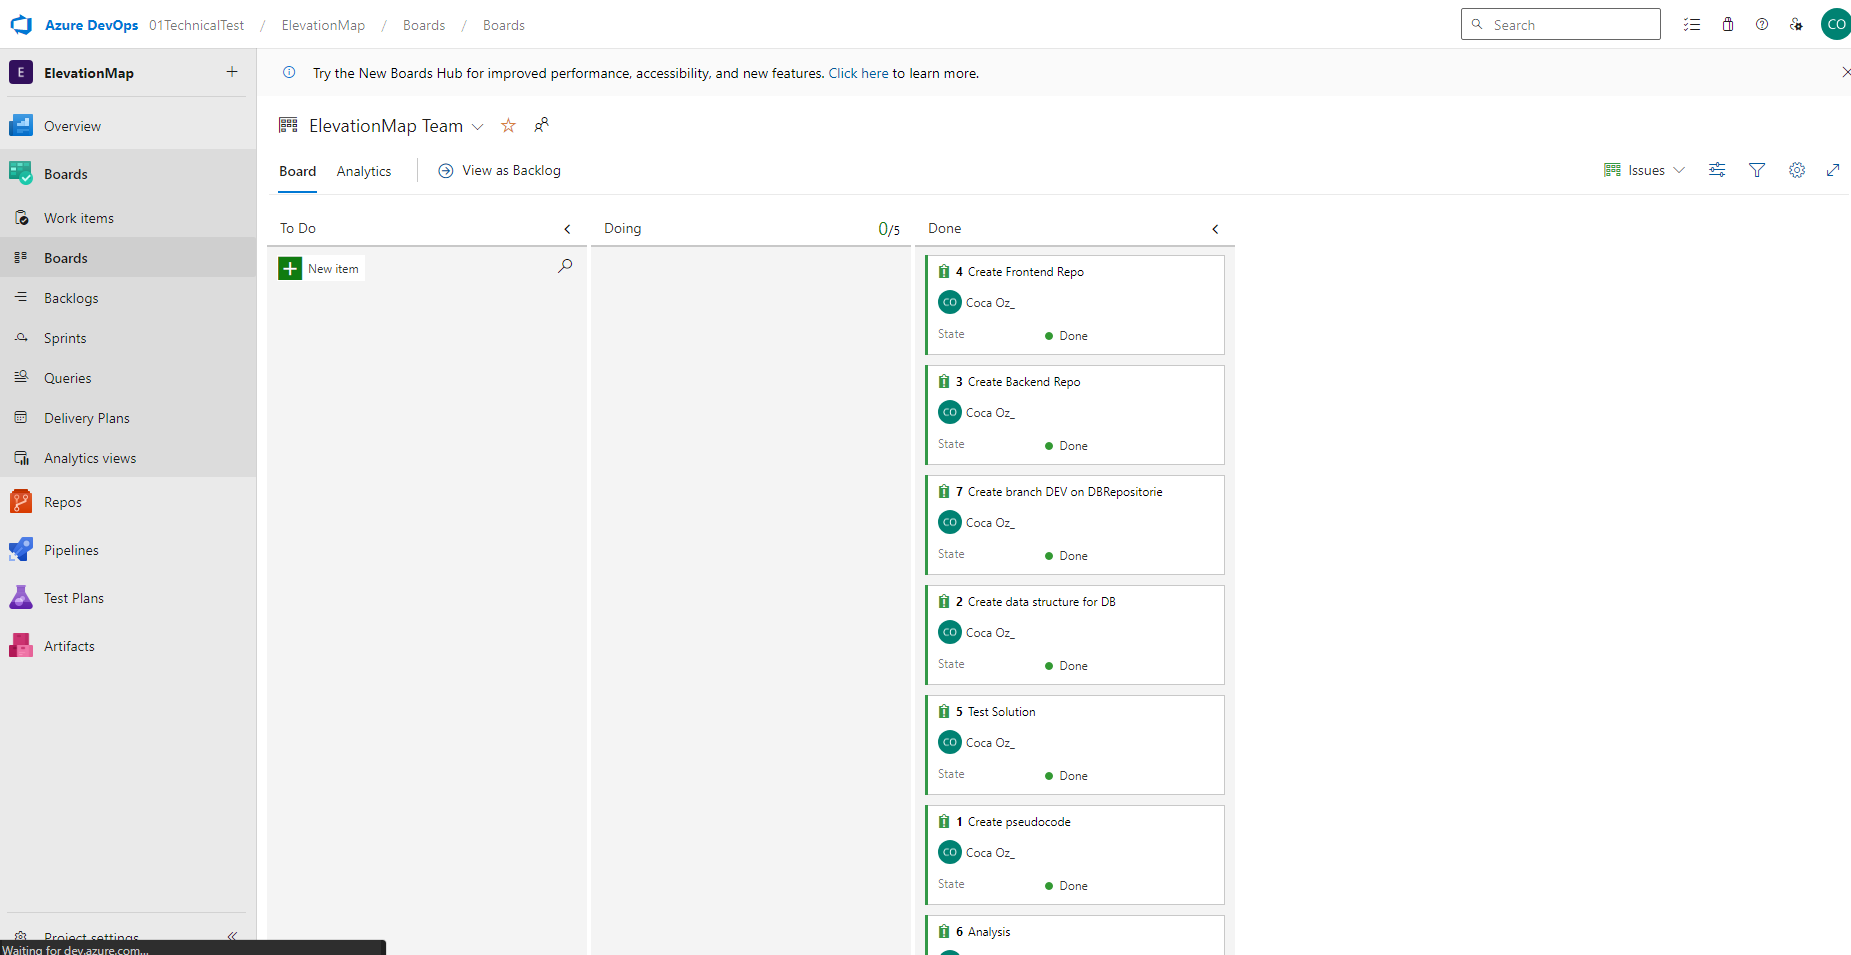 Azure DevOps 01TechnicalTest / ElevationMap / Boards / Boards
Search
CO
E ElevationMap
Try the New Boards Hub for improved performance, accessibility, and new features. Click here to learn more.
Overview
Boards
Work items
Boards
Backlogs
Sprints
Queries
Delivery Plans
Analytics views
Repos
Pipelines
Test Plans
Artifacts
Project settings
Waiting for dev.azure.com...
ElevationMap Team
Board Analytics View as Backlog
Issues
To Do
New item
Doing 0/5
Done
4 Create Frontend Repo
CO Coca Oz_
State Done
3 Create Backend Repo
CO Coca Oz_
State Done
7 Create branch DEV on DBRepositorie
CO Coca Oz_
State Done
2 Create data structure for DB
CO Coca Oz_
State Done
5 Test Solution
CO Coca Oz_
State Done
1 Create pseudocode
CO Coca Oz_
State Done
6 Analysis